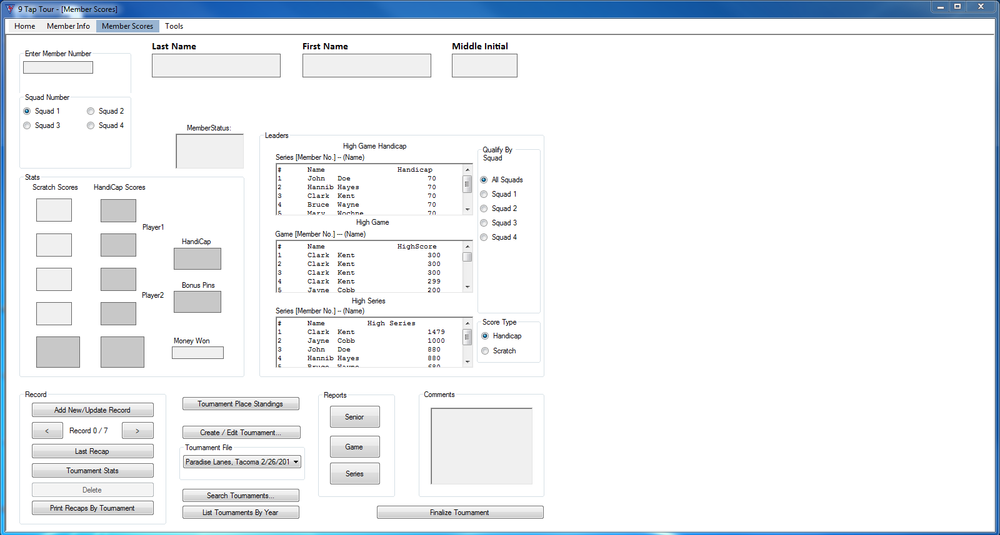 9 Tap Tour - [Member Scores]
Home Member Info Member Scores Tools
Last Name First Name Middle Initial
Enter Member Number
Squad Number
Squad 1 Squad 2
Squad 3 Squad 4
MemberStatus:
Stats
Scratch Scores HandiCap Scores
Player1
HandiCap
Bonus Pins
Player2
Money Won
Leaders
High Game Handicap
Series [Member No.] -- (Name)
# Name Handicap
1 John Doe 70
2 Hannib Hayes 70
3 Clark Kent 70
4 Bruce Wayne 70
5 Mary Wochne 70
High Game
Game [Member No.] --- (Name)
# Name HighScore
1 Clark Kent 300
2 Clark Kent 300
3 Clark Kent 300
4 Clark Kent 299
5 Jayne Cobb 200
High Series
Series [Member No.] -- (Name)
# Name High Series
1 Clark Kent 1479
2 Jayne Cobb 1000
3 John Doe 880
4 Hannib Hayes 880
5 Bruce Wayne 680
Qualify By
Squad
All Squads
Squad 1
Squad 2
Squad 3
Squad 4
Score Type
Handicap
Scratch
Record
Add New/Update Record
< Record 0 / 7 >
Last Recap
Tournament Stats
Delete
Print Recaps By Tournament
Tournament Place Standings
Create / Edit Tournament...
Tournament File
Paradise Lanes, Tacoma 2/26/201
Search Tournaments...
List Tournaments By Year
Reports
Senior
Game
Series
Comments
Finalize Tournament